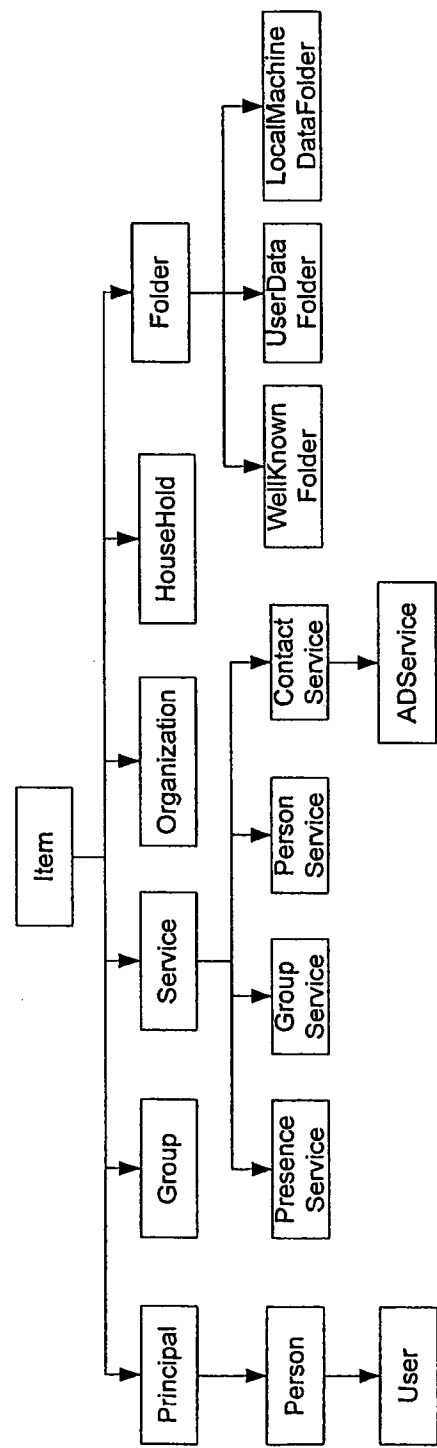 Item
Principal
Group
Service
Organization
HouseHold
Folder
Person
Presence
Service
Group
Service
Person
Service
Contact
Service
WellKnown
Folder
UserData
Folder
LocalMachine
DataFolder
User
ADService